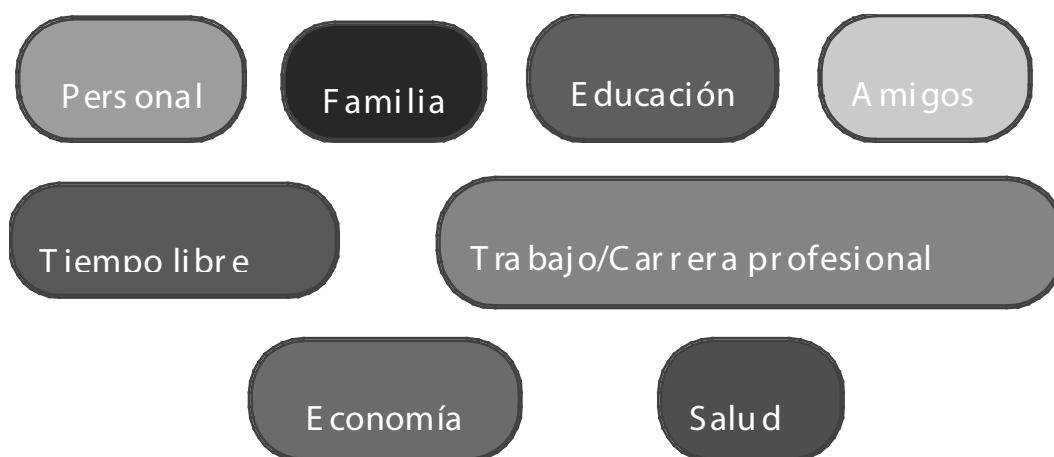 Personal
Familia
Educación
Amigos
Tiempo libre
Trabajo/Carrera profesional
Economía
Salud